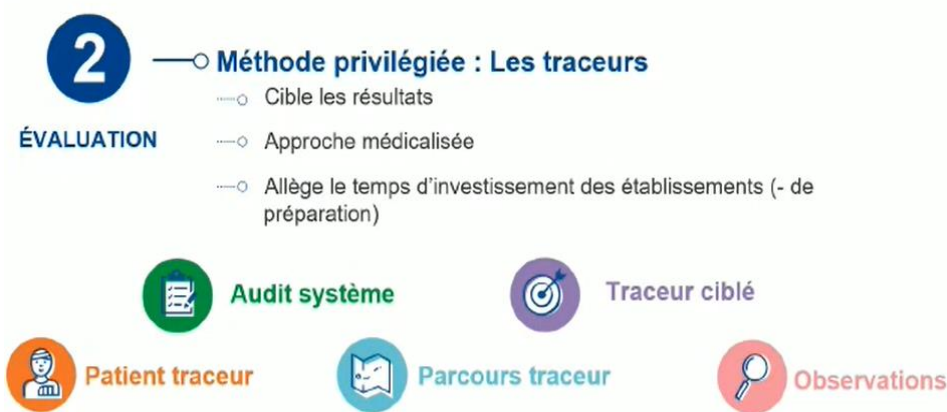 2
Méthode privilégiée : Les traceurs
Cible les résultats
ÉVALUATION
Approche médicalisée
Allège le temps d'investissement des établissements (- de
préparation)
Audit système
Traceur ciblé
Patient traceur
Parcours traceur
Observations